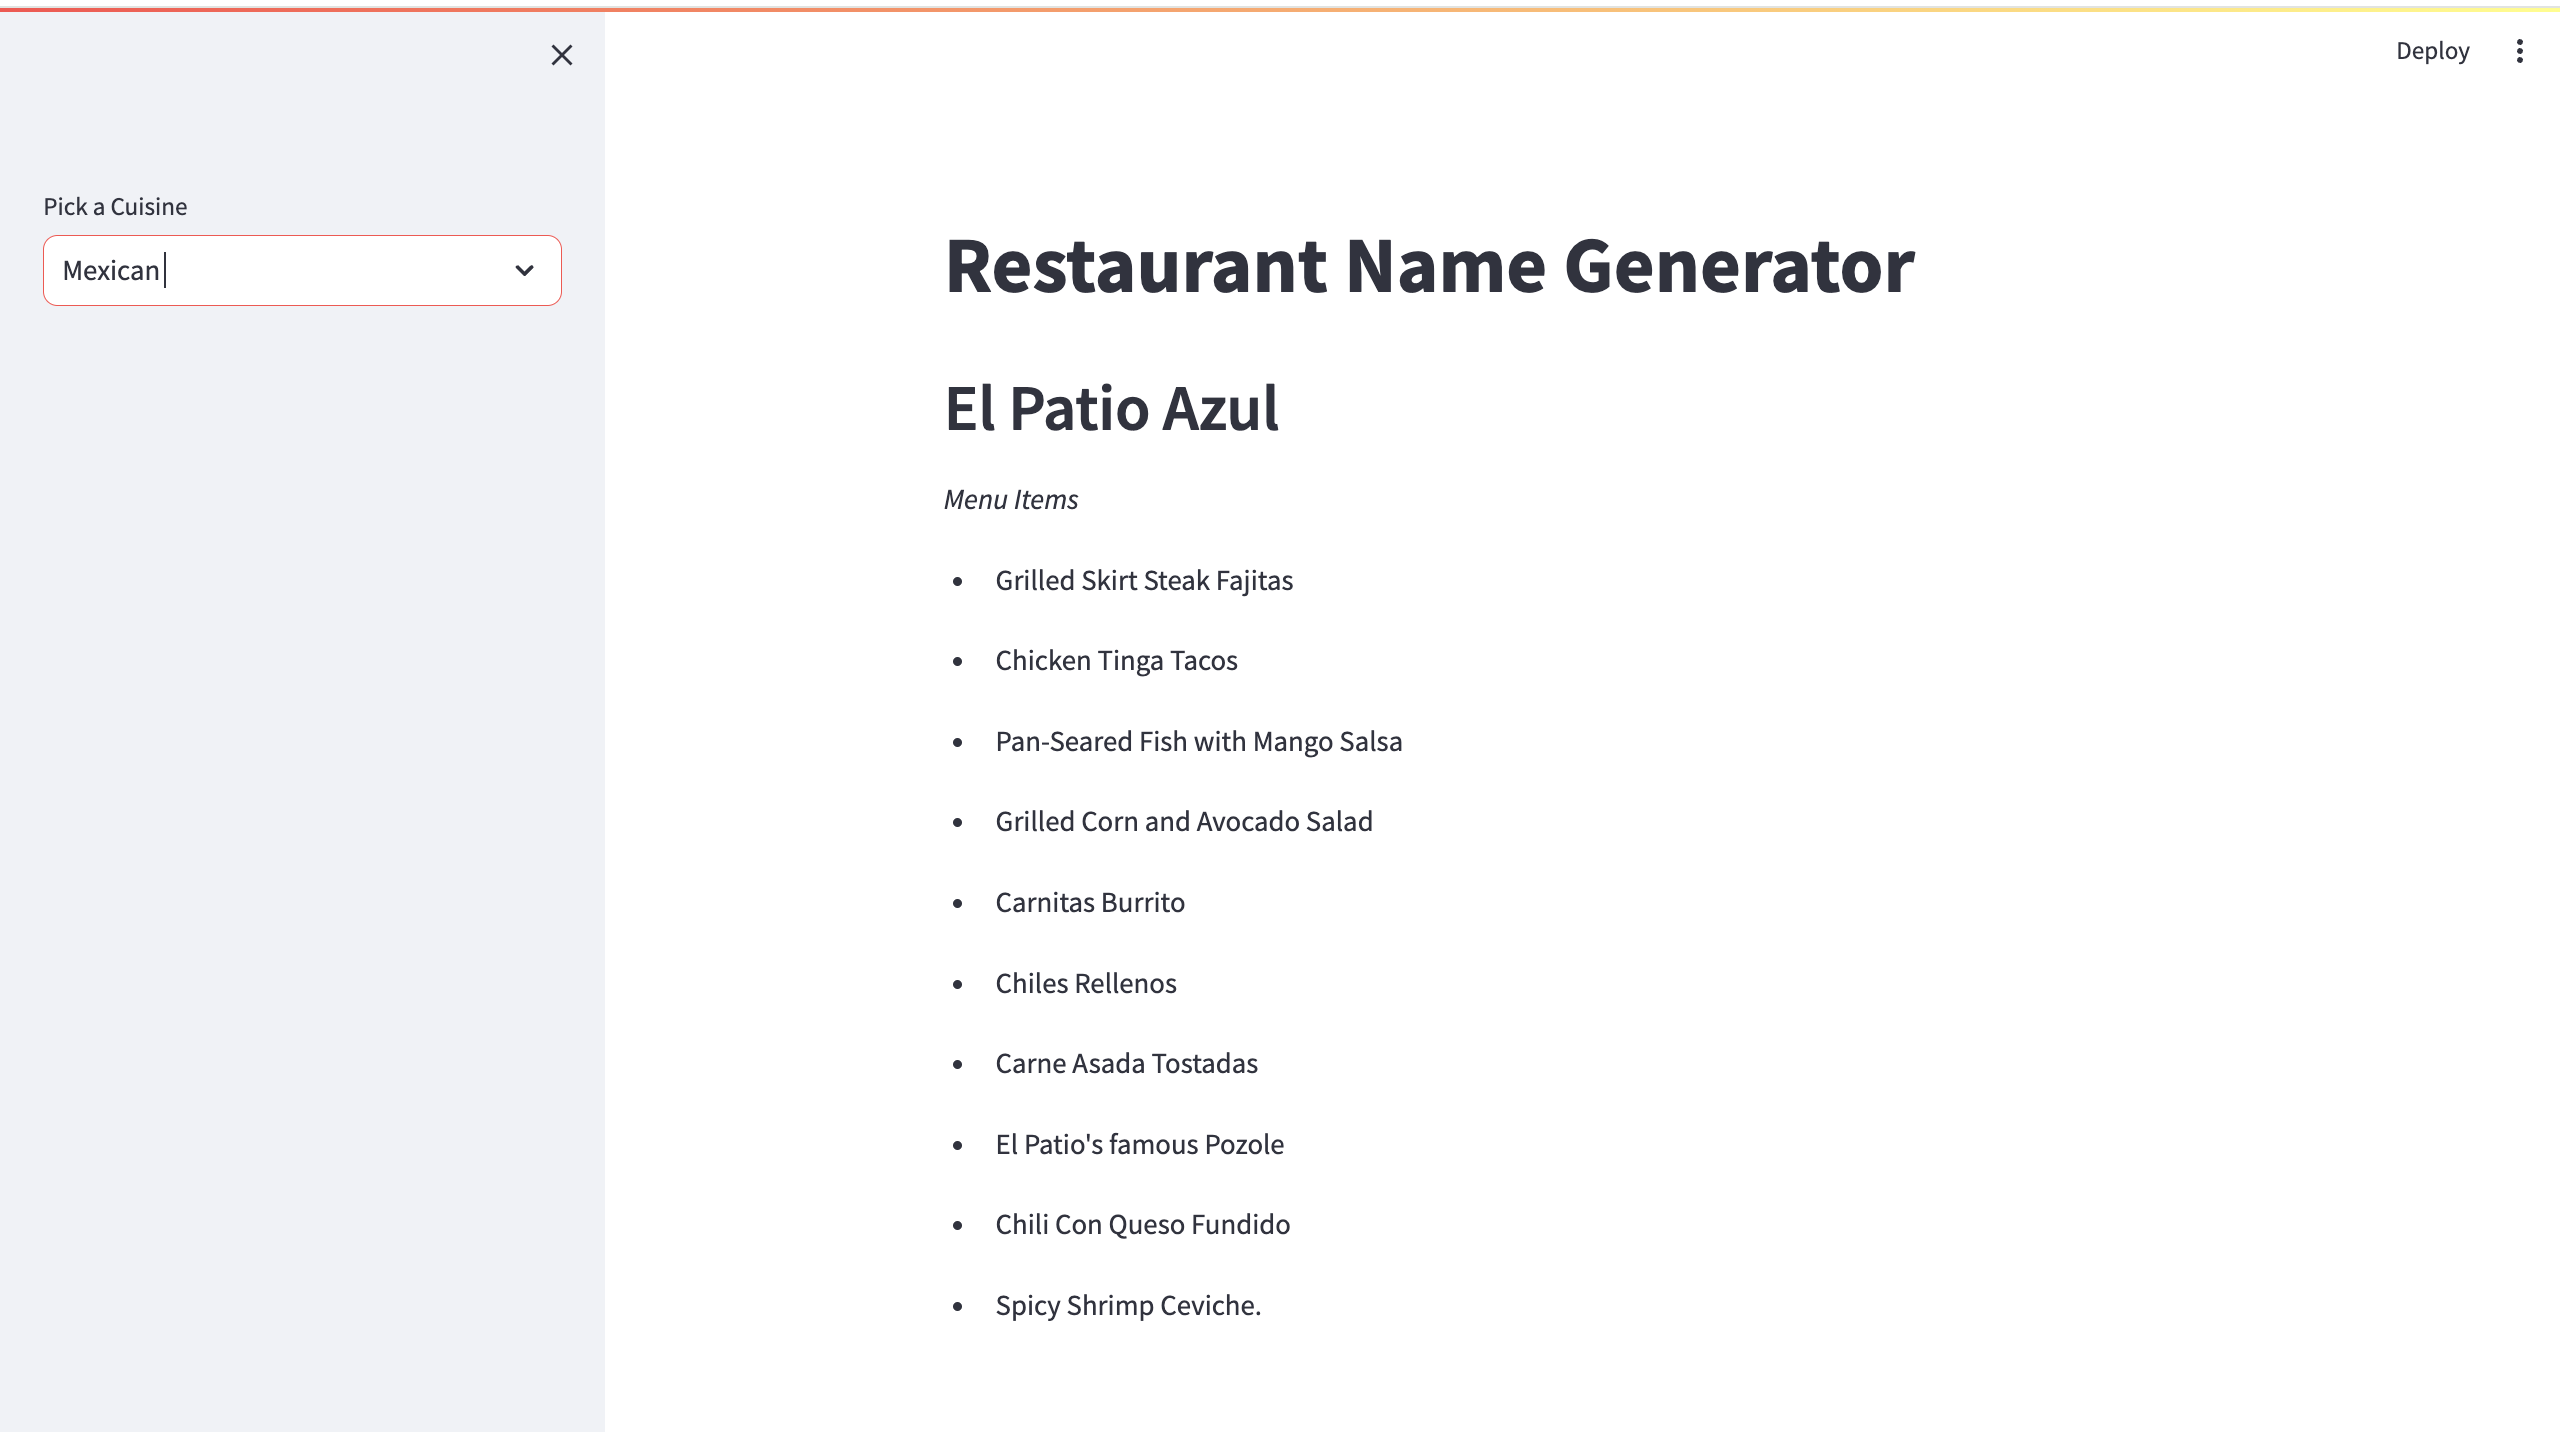 Deploy
Pick a Cuisine
Mexican
Restaurant Name Generator
El Patio Azul
Menu Items
Grilled Skirt Steak Fajitas
Chicken Tinga Tacos
Pan-Seared Fish with Mango Salsa
Grilled Corn and Avocado Salad
Carnitas Burrito
Chiles Rellenos
Carne Asada Tostadas
El Patio's famous Pozole
Chili Con Queso Fundido
Spicy Shrimp Ceviche.